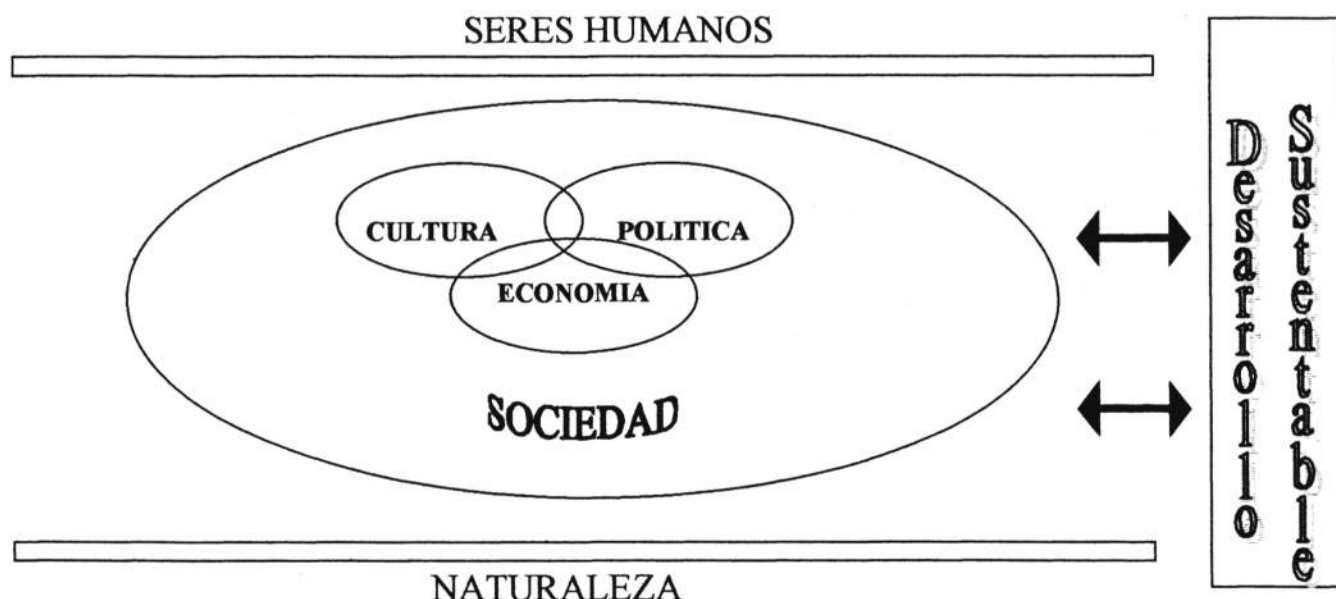 SERES HUMANOS
CULTURA
POLITICA
ECONOMIA
SOCIEDAD
NATURALEZA
Desarrollo
Sustentable